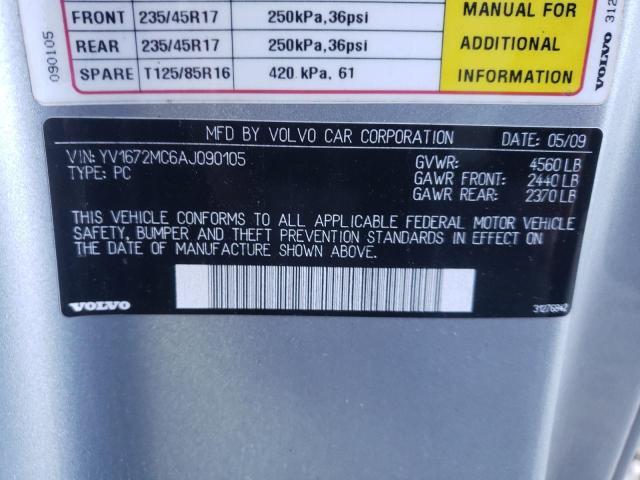 FRONT 235/45R17 250kPa,36psi
REAR 235/45R17 250kPa,36psi
SPARE T125/85R16 420 kPa, 61
MANUAL FOR
ADDITIONAL
INFORMATION
090105
VOLVO 312
MFD BY VOLVO CAR CORPORATION DATE: 05/09
VIN: YV1672MC6AJ090105 GVWR: 4560 LB
TYPE: PC GAWR FRONT: 2440 LB
GAWR REAR: 2370 LB
THIS VEHICLE CONFORMS TO ALL APPLICABLE FEDERAL MOTOR VEHICLE
SAFETY, BUMPER AND THEFT PREVENTION STANDARDS IN EFFECT ON
THE DATE OF MANUFACTURE SHOWN ABOVE.
VOLVO 31276942